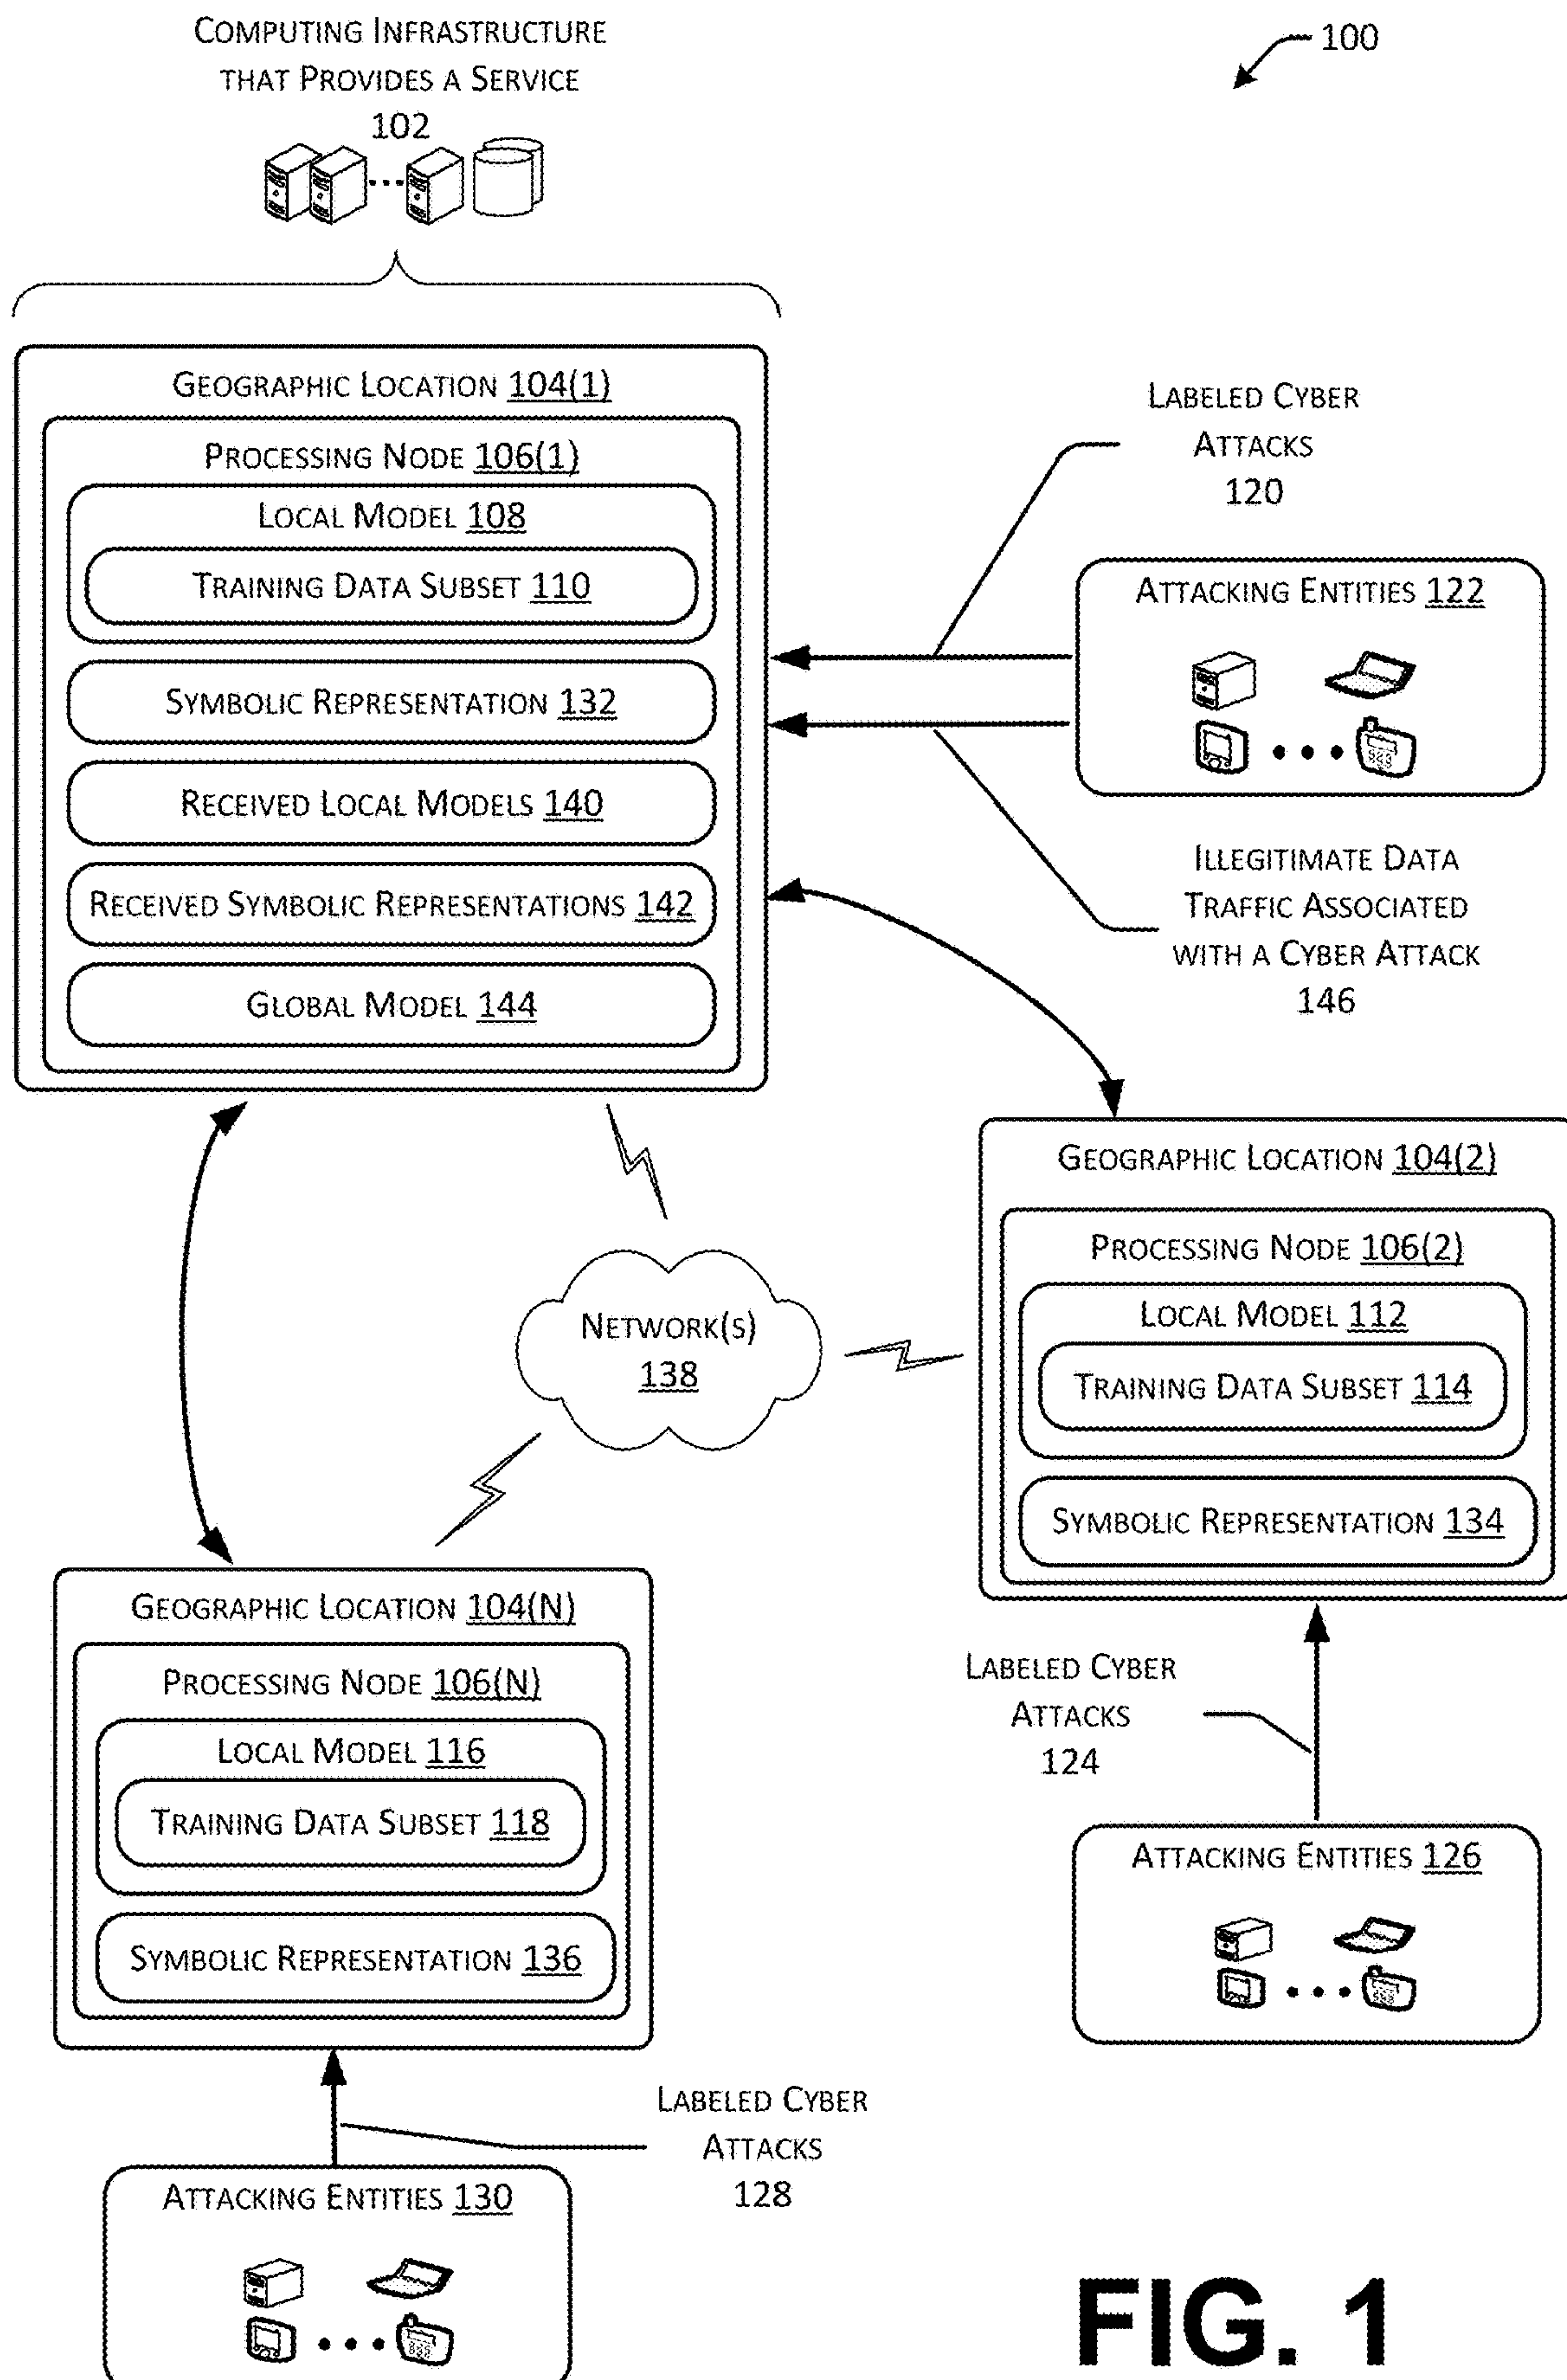 COMPUTING INFRASTRUCTURE
THAT PROVIDES A SERVICE
102
100
GEOGRAPHIC LOCATION 104(1)
PROCESSING NODE 106(1)
LOCAL MODEL 108
TRAINING DATA SUBSET 110
SYMBOLIC REPRESENTATION 132
RECEIVED LOCAL MODELS 140
RECEIVED SYMBOLIC REPRESENTATIONS 142
GLOBAL MODEL 144
LABELED CYBER
ATTACKS
120
ATTACKING ENTITIES 122
ILLEGITIMATE DATA
TRAFFIC ASSOCIATED
WITH A CYBER ATTACK
146
GEOGRAPHIC LOCATION 104(2)
PROCESSING NODE 106(2)
LOCAL MODEL 112
TRAINING DATA SUBSET 114
SYMBOLIC REPRESENTATION 134
NETWORK(S)
138
GEOGRAPHIC LOCATION 104(N)
PROCESSING NODE 106(N)
LOCAL MODEL 116
TRAINING DATA SUBSET 118
SYMBOLIC REPRESENTATION 136
LABELED CYBER
ATTACKS
124
ATTACKING ENTITIES 126
LABELED CYBER
ATTACKS
128
ATTACKING ENTITIES 130
FIG. 1